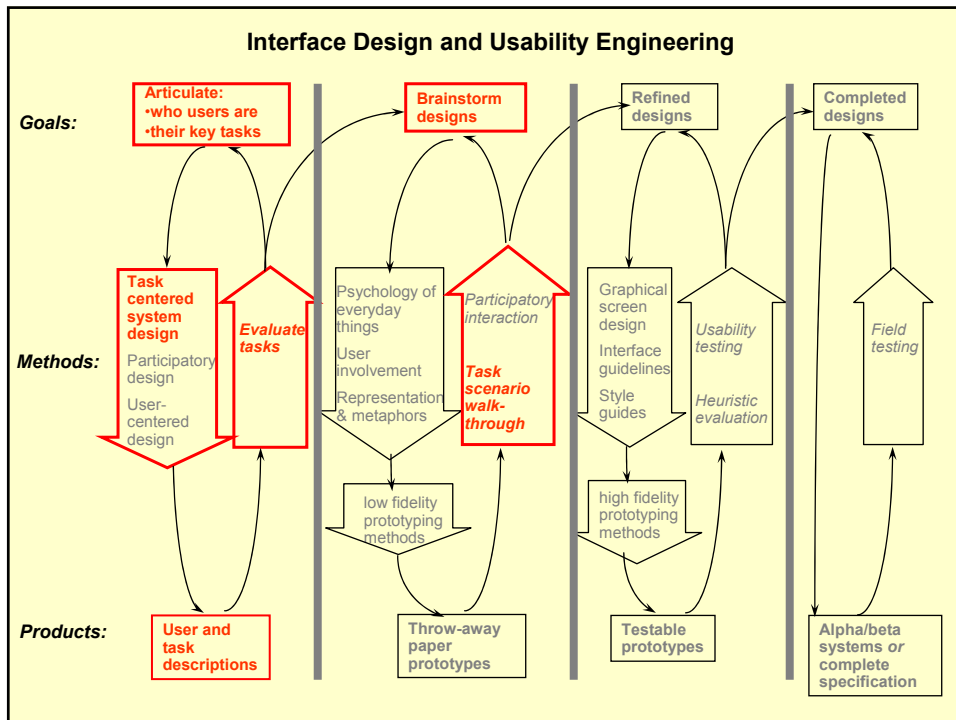 Interface Design and Usability Engineering
Goals:
Articulate:
•who users are
•their key tasks
Brainstorm
designs
Refined
designs
Completed
designs
Methods:
Task
centered
system
design
Participatory
design
User-
centered
design
Evaluate
tasks
Psychology of
everyday
things
User
involvement
Representation
& metaphors
low fidelity
prototyping
methods
Participatory
interaction
Task
scenario
walk-
through
Graphical
screen
design
Interface
guidelines
Style
guides
high fidelity
prototyping
methods
Usability
testing
Heuristic
evaluation
Field
testing
Products:
User and
task
descriptions
Throw-away
paper
prototypes
Testable
prototypes
Alpha/beta
systems or
complete
specification